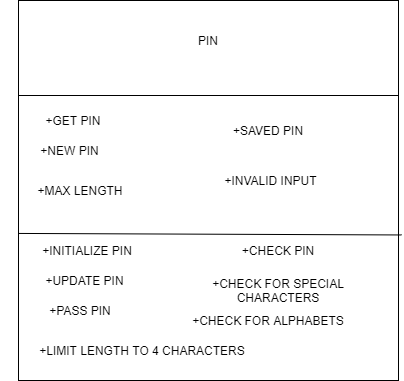 PIN
+GET PIN
+SAVED PIN
+NEW PIN
+INVALID INPUT
+MAX LENGTH
+INITIALIZE PIN
+CHECK PIN
+UPDATE PIN
+CHECK FOR SPECIAL
CHARACTERS
+PASS PIN
+CHECK FOR ALPHABETS
+LIMIT LENGTH TO 4 CHARACTERS